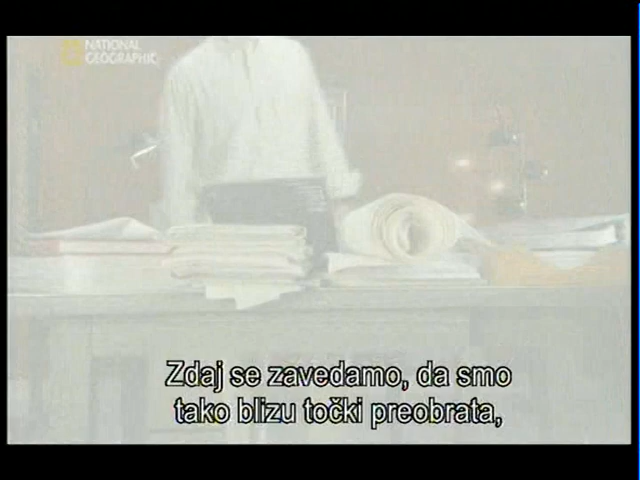 NATIONAL
GEOGRAPHIC
Zdaj se zavedamo, da smo
tako blizu točki preobrata,